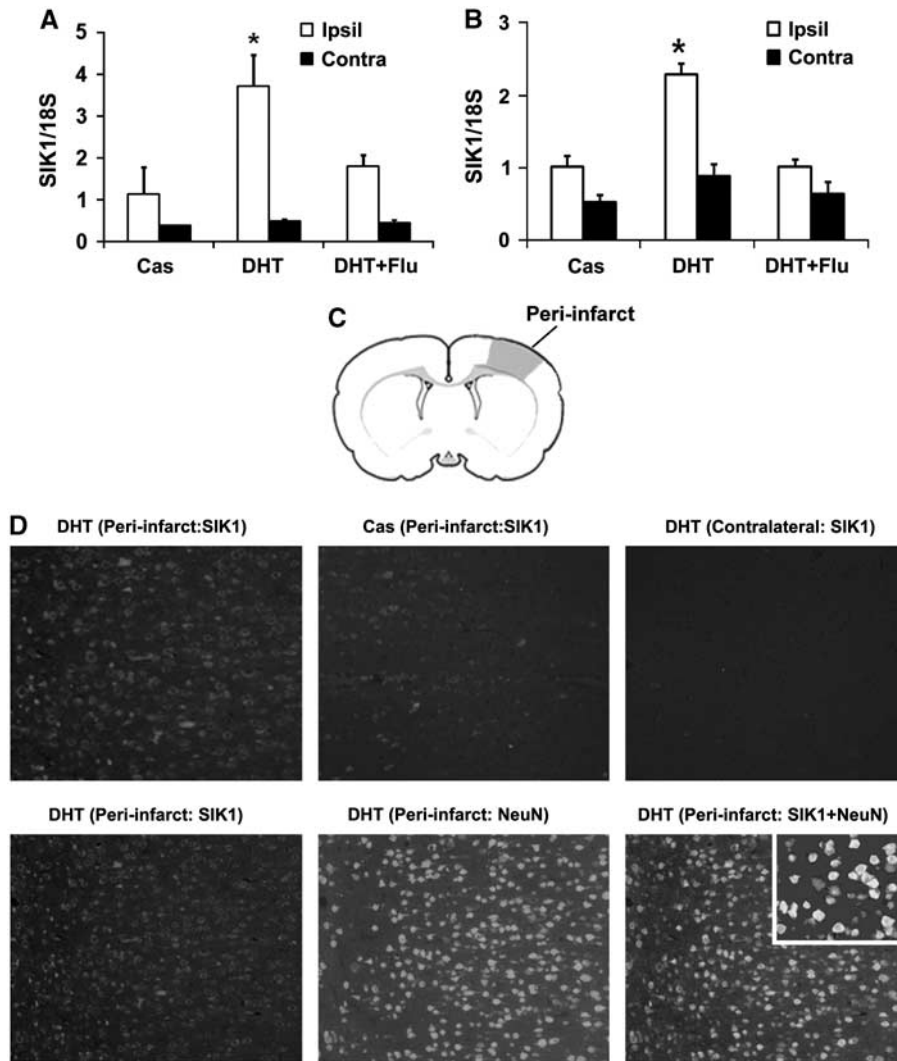 A
SIK1/18S
5
4
3
2
1
0
*
Ipsil
Contra
Cas
DHT
DHT+Flu
B
SIK1/18S
3
2
1
0
*
Ipsil
Contra
Cas
DHT
DHT+Flu
C
Peri-infarct
D
DHT (Peri-infarct:SIK1)
Cas (Peri-infarct:SIK1)
DHT (Contralateral: SIK1)
DHT (Peri-infarct: SIK1)
DHT (Peri-infarct: NeuN)
DHT (Peri-infarct: SIK1+NeuN)